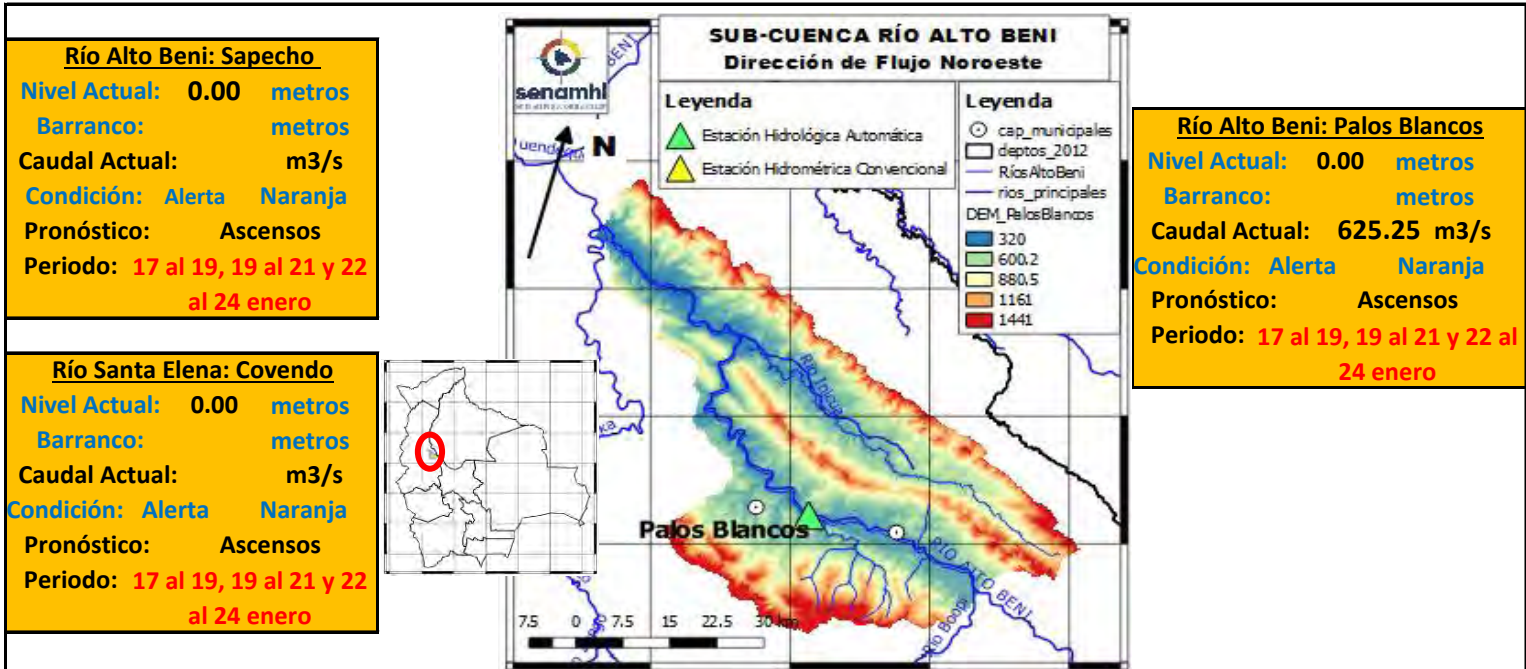 Río Alto Beni: Sapecho
Nivel Actual: 0.00 metros
Barranco: metros
Caudal Actual: m3/s
Condición: Alerta Naranja
Pronóstico: Ascensos
Periodo: 17 al 19, 19 al 21 y 22
al 24 enero
Río Santa Elena: Covendo
Nivel Actual: 0.00 metros
Barranco: metros
Caudal Actual: m3/s
Condición: Alerta Naranja
Pronóstico: Ascensos
Periodo: 17 al 19, 19 al 21 y 22
al 24 enero
SUB-CUENCA RÍO ALTO BENI
Dirección de Flujo Noroeste
senamhi
BENI
N
Leyenda
Estación Hidrológica Automática
Estación Hidrométrica Convencional
Leyenda
cap_municipales
deptos_2012
RíosAltoBeni
rios_principales
DEM_PalosBlancos
320
600.2
880.5
1161
1441
Río Inicua
Palos Blancos
RÍO ALTO BENI
Río Boopi
7.5 0 7.5 15 22.5 30 km
Río Alto Beni: Palos Blancos
Nivel Actual: 0.00 metros
Barranco: metros
Caudal Actual: 625.25 m3/s
Condición: Alerta Naranja
Pronóstico: Ascensos
Periodo: 17 al 19, 19 al 21 y 22 al
24 enero